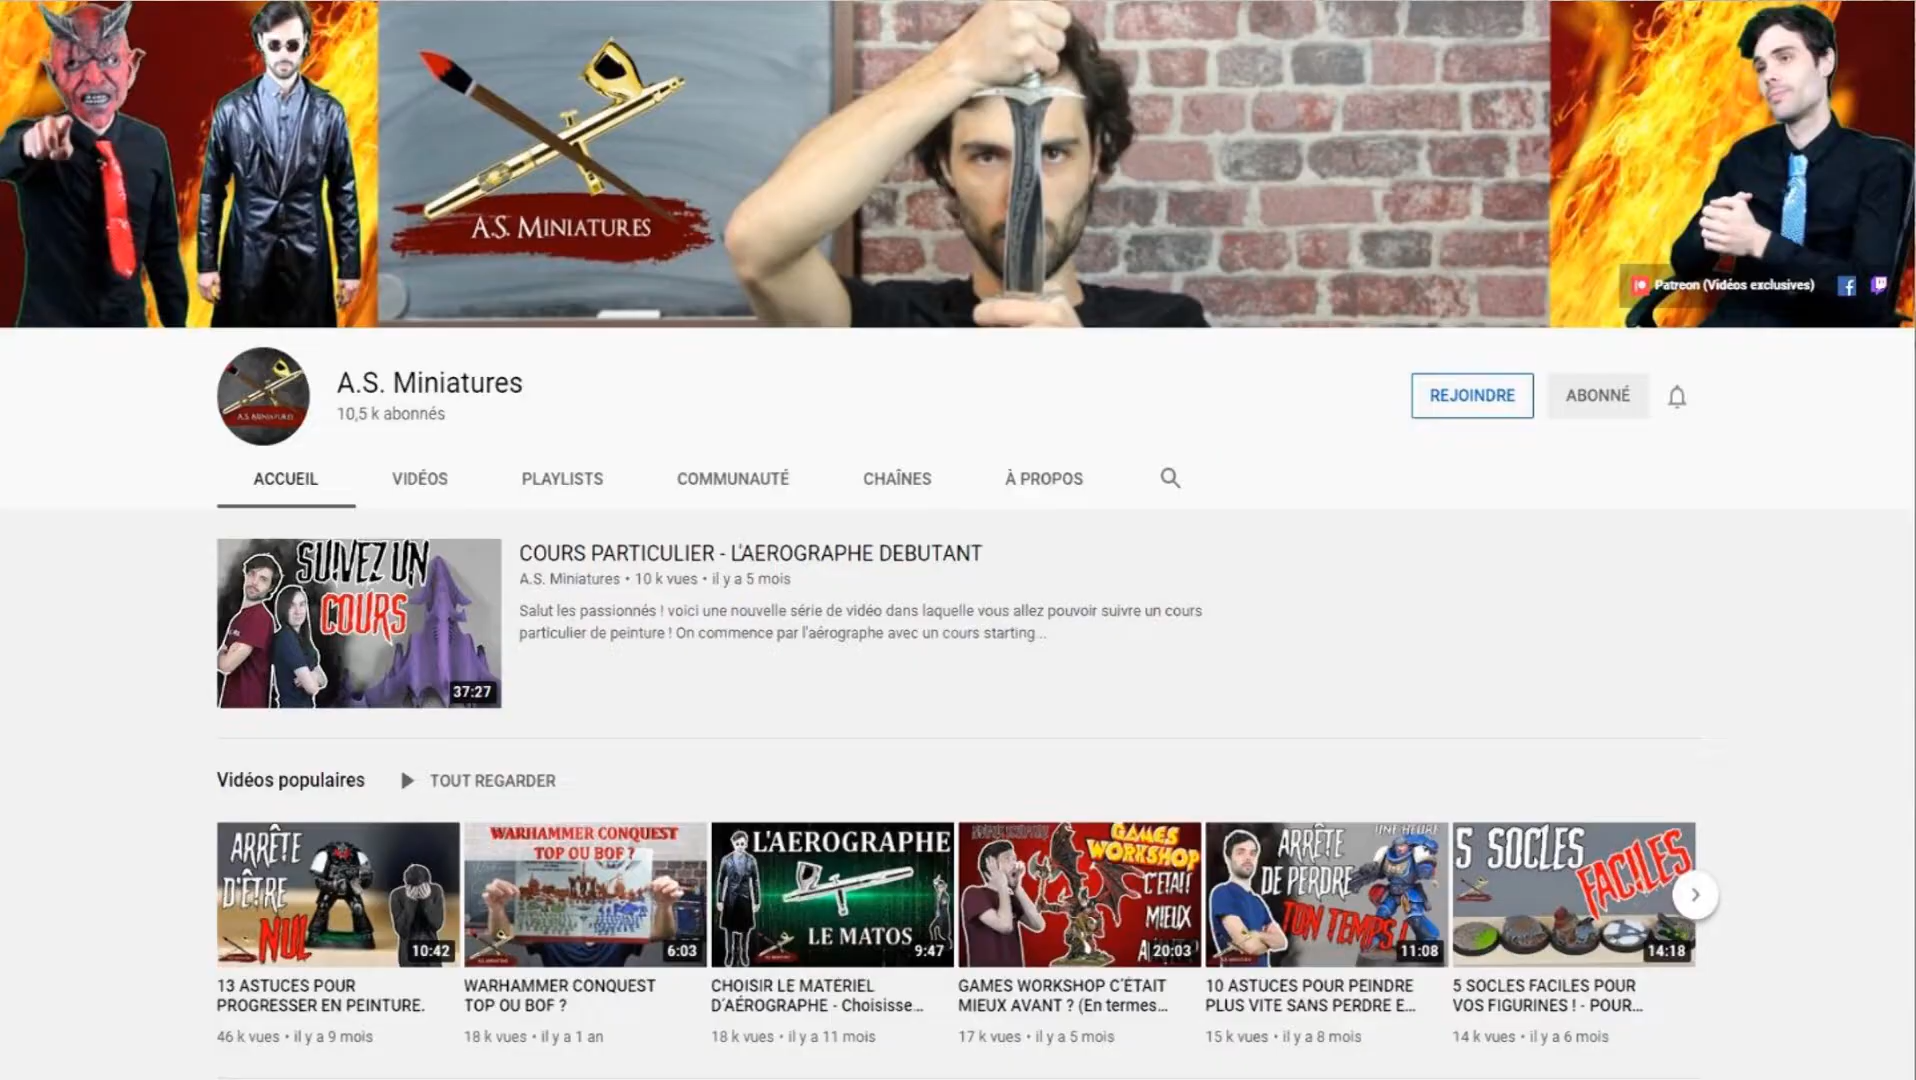 A.S. MINIATURES
Patreon (Vidéos exclusives)
A.S. MINIATURES
A.S. Miniatures
10,5 k abonnés
REJOINDRE
ABONNÉ
ACCUEIL
VIDÉOS
PLAYLISTS
COMMUNAUTÉ
CHAÎNES
À PROPOS
SUIVEZ UN
COURS
37:27
COURS PARTICULIER - L'AEROGRAPHE DEBUTANT
A.S. Miniatures • 10 k vues • il y a 5 mois
Salut les passionnés ! voici une nouvelle série de vidéo dans laquelle vous allez pouvoir suivre un cours
particulier de peinture ! On commence par l'aérographe avec un cours starting...
Vidéos populaires
TOUT REGARDER
ARRÊTE
D'ÊTRE
NUL
10:42
WARHAMMER CONQUEST
TOP OU BOF ?
6:03
L'AEROGRAPHE
LE MATOS
9:47
GAMES
WORKSHOP
C'ÉTAIT
MIEUX
20:03
UNE HEURE
ARRÊTE
DE PERDRE
TON TEMPS !
11:08
5 SOCLES
FACILES
14:18
13 ASTUCES POUR
PROGRESSER EN PEINTURE.
46 k vues • il y a 9 mois
WARHAMMER CONQUEST
TOP OU BOF ?
18 k vues • il y a 1 an
CHOISIR LE MATÉRIEL
D'AÉROGRAPHE - Choisisse...
18 k vues • il y a 11 mois
GAMES WORKSHOP C'ÉTAIT
MIEUX AVANT ? (En termes...
17 k vues • il y a 5 mois
10 ASTUCES POUR PEINDRE
PLUS VITE SANS PERDRE E...
15 k vues • il y a 8 mois
5 SOCLES FACILES POUR
VOS FIGURINES ! - POUR...
14 k vues • il y a 6 mois